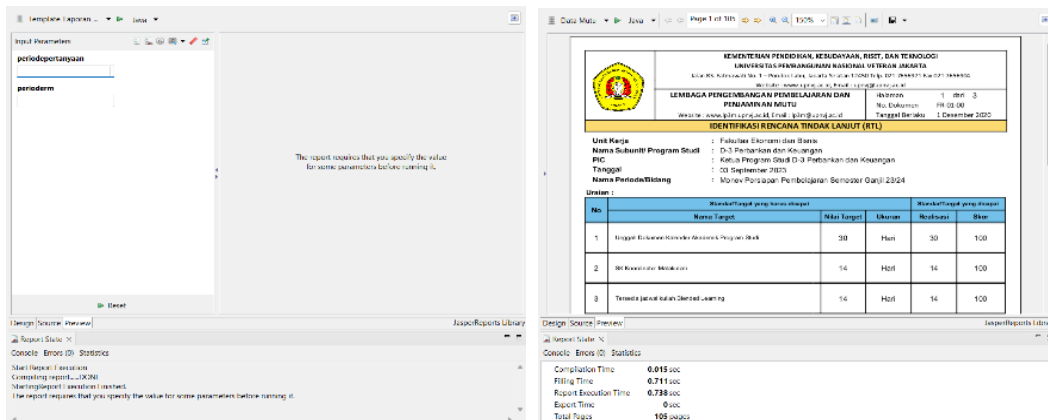 Template Laporan ...
Java
Input Parameters
periodepertanyaan
perioderm
The report requires that you specify the value
for some parameters before running it.
Reset
Design Source Preview
JasperReports Library
Report State
Console Errors (0) Statistics
Start Report Execution
Compiling report.....DONE
StartingReport Execution Finished.
The report requires that you specify the value for some parameters before running it.
Data Mutu
Java
Page 1 of 105
150%
KEMENTERIAN PENDIDIKAN, KEBUDAYAAN, RISET, DAN TEKNOLOGI
UNIVERSITAS PEMBANGUNAN NASIONAL VETERAN JAKARTA
LEMBAGA PENGEMBANGAN PEMBELAJARAN DAN
PENJAMINAN MUTU
Halaman 1 dari 3
No. Dokumen FR-01-00
Tanggal Berlaku 1 Desember 2020
IDENTIFIKASI RENCANA TINDAK LANJUT (RTL)
Unit Kerja : Fakultas Ekonomi dan Bisnis
Nama Subunit/ Program Studi : D-3 Perbankan dan Keuangan
PIC : Ketua Program Studi D-3 Perbankan dan Keuangan
Tanggal : 03 September 2023
Nama Periode/Bidang : Monev Persiapan Pembelajaran Semester Ganjil 23/24
Uraian :
No Standar/Target yang harus dicapai Standar/Target yang dicapai
Nama Target Nilai Target Ukuran Realisasi Skor
1 Unggah Dokumen Kalender Akademik Program Studi 30 Hari 30 100
2 SK Koordinator Matakuliah 14 Hari 14 100
3 Tersedia jadwal kuliah Blended Learning 14 Hari 14 100
Design Source Preview
Report State
Console Errors (0) Statistics
Compilation Time 0.015 sec
Filling Time 0.711 sec
Report Execution Time 0.738 sec
Export Time 0 sec
Total Pages 105 pages